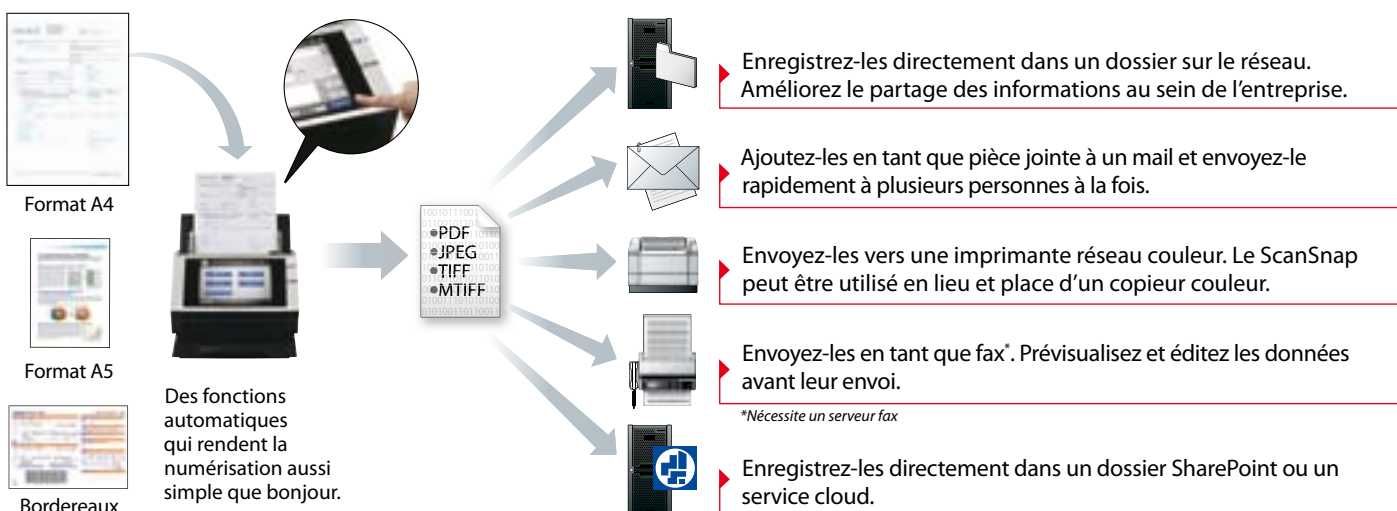 Format A4
Format A5
Bordereaux
Des fonctions
automatiques
qui rendent la
numérisation aussi
simple que bonjour.
PDF
JPEG
TIFF
MTIFF
Enregistrez-les directement dans un dossier sur le réseau.
Améliorez le partage des informations au sein de l'entreprise.
Ajoutez-les en tant que pièce jointe à un mail et envoyez-le
rapidement à plusieurs personnes à la fois.
Envoyez-les vers une imprimante réseau couleur. Le ScanSnap
peut être utilisé en lieu et place d'un copieur couleur.
Envoyez-les en tant que fax*. Prévisualisez et éditez les données
avant leur envoi.
*Nécessite un serveur fax
Enregistrez-les directement dans un dossier SharePoint ou un
service cloud.